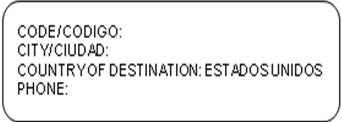 CODE/CODIGO:
CITY/CIUDAD:
COUNTRY OF DESTINATION: ESTADOS UNIDOS
PHONE: